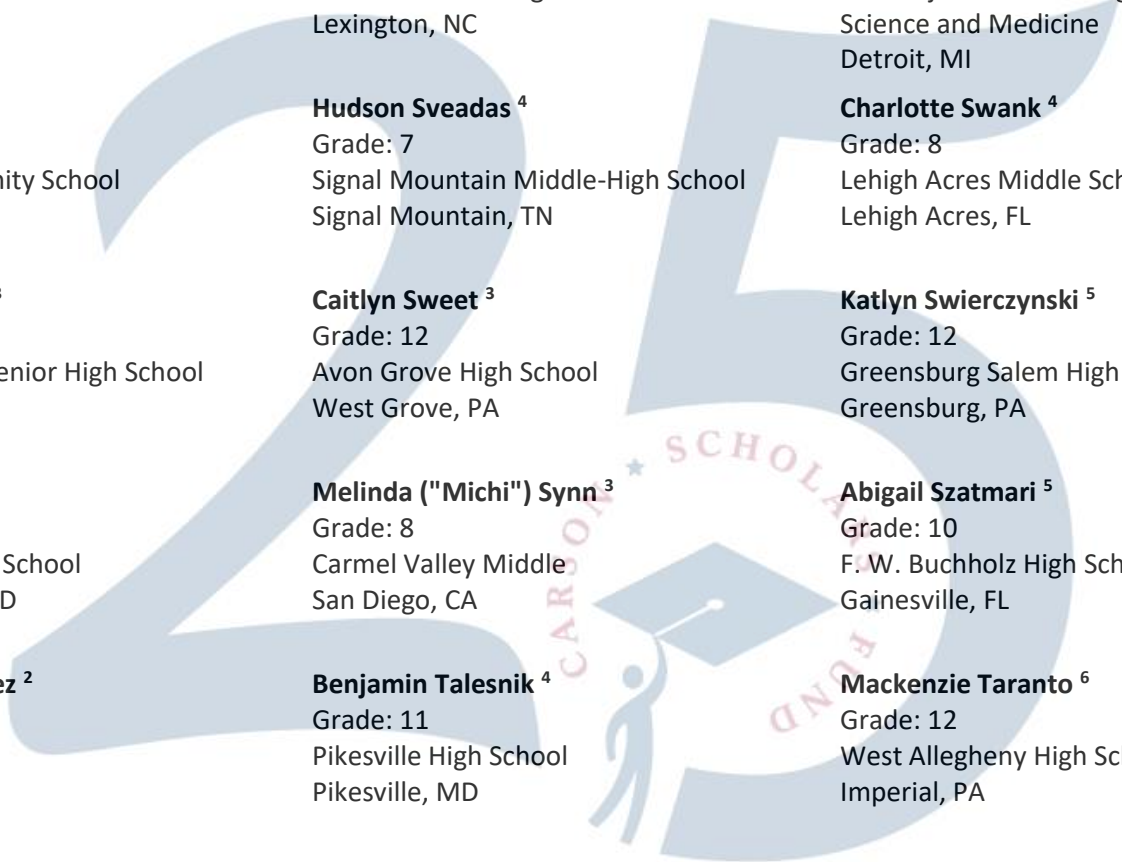 School
3
enior High School
School
D
ez 2
Lexington, NC
Hudson Sveadas 4
Grade: 7
Signal Mountain Middle-High School
Signal Mountain, TN
Caitlyn Sweet 3
Grade: 12
Avon Grove High School
West Grove, PA
Melinda ("Michi") Synn 3
Grade: 8
Carmel Valley Middle
San Diego, CA
Benjamin Talesnik 4
Grade: 11
Pikesville High School
Pikesville, MD
Science and Medicine
Detroit, MI
Charlotte Swank 4
Grade: 8
Lehigh Acres Middle Sch
Lehigh Acres, FL
Katlyn Swierczynski 5
Grade: 12
Greensburg Salem High
Greensburg, PA
Abigail Szatmari 5
Grade: 10
F. W. Buchholz High Sch
Gainesville, FL
Mackenzie Taranto 6
Grade: 12
West Allegheny High Sc
Imperial, PA
25
CARSON SCHOLARS FUND